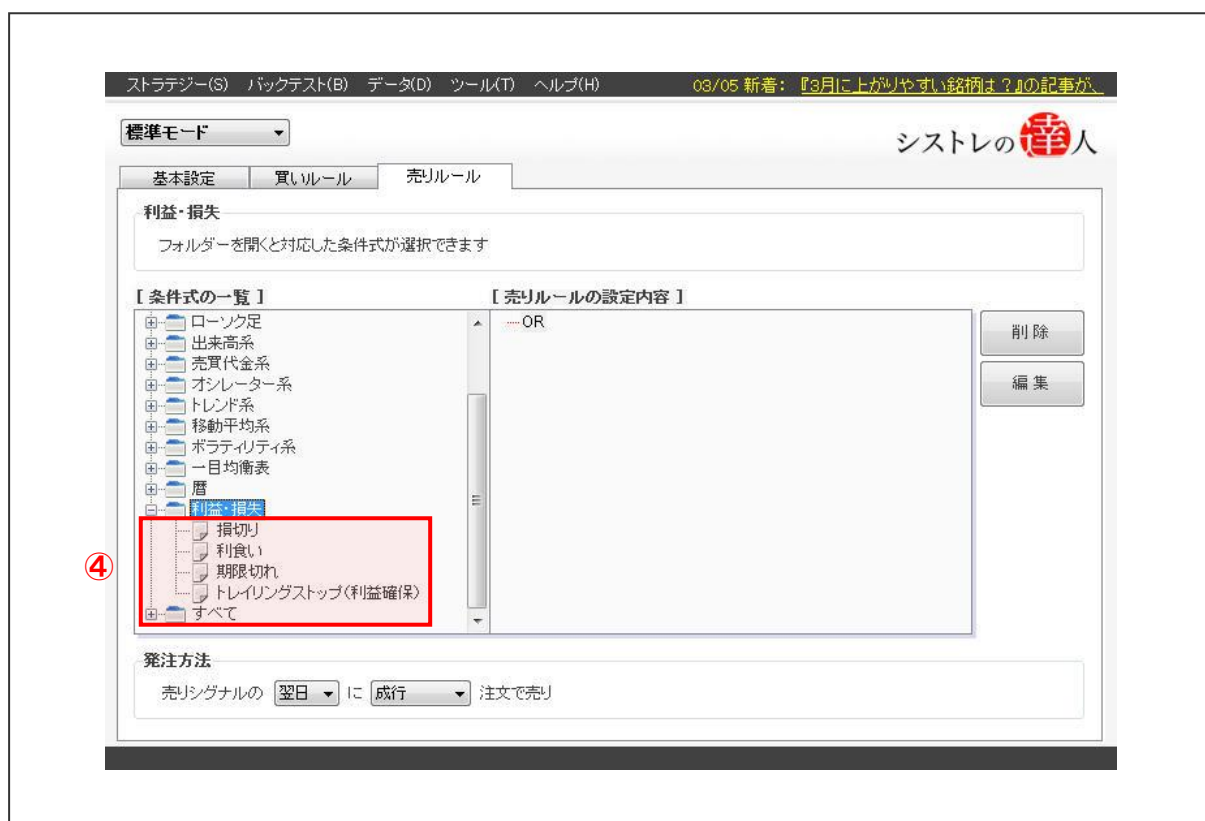 ストラテジー(S) バックテスト(B) データ(D) ツール(T) ヘルプ(H) 03/05 新着： 『3月に上がりやすい銘柄は？』の記事が、
標準モード
シストレの達人
基本設定 買いルール 売りルール
利益・損失
フォルダーを開くと対応した条件式が選択できます
[ 条件式の一覧 ] [ 売りルールの設定内容 ]
ローソク足
出来高系
売買代金系
オシレーター系
トレンド系
移動平均系
ボラティリティ系
一目均衡表
暦
利益・損失
損切り
利食い
期限切れ
トレイリングストップ(利益確保)
すべて
④
OR
削除
編集
発注方法
売りシグナルの 翌日 に 成行 注文で売り